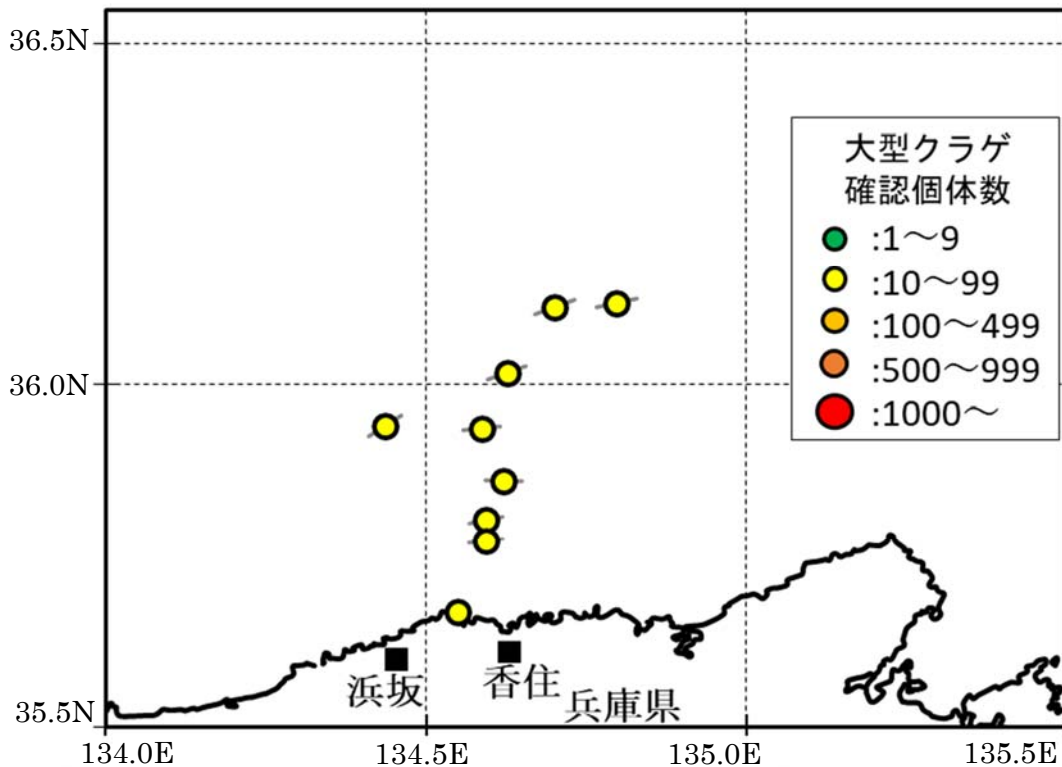 36.5N
大型クラゲ
確認個体数
:1～9
:10～99
:100～499
:500～999
:1000～
36.0N
浜坂
香住
兵庫県
35.5N
134.0E
134.5E
135.0E
135.5E